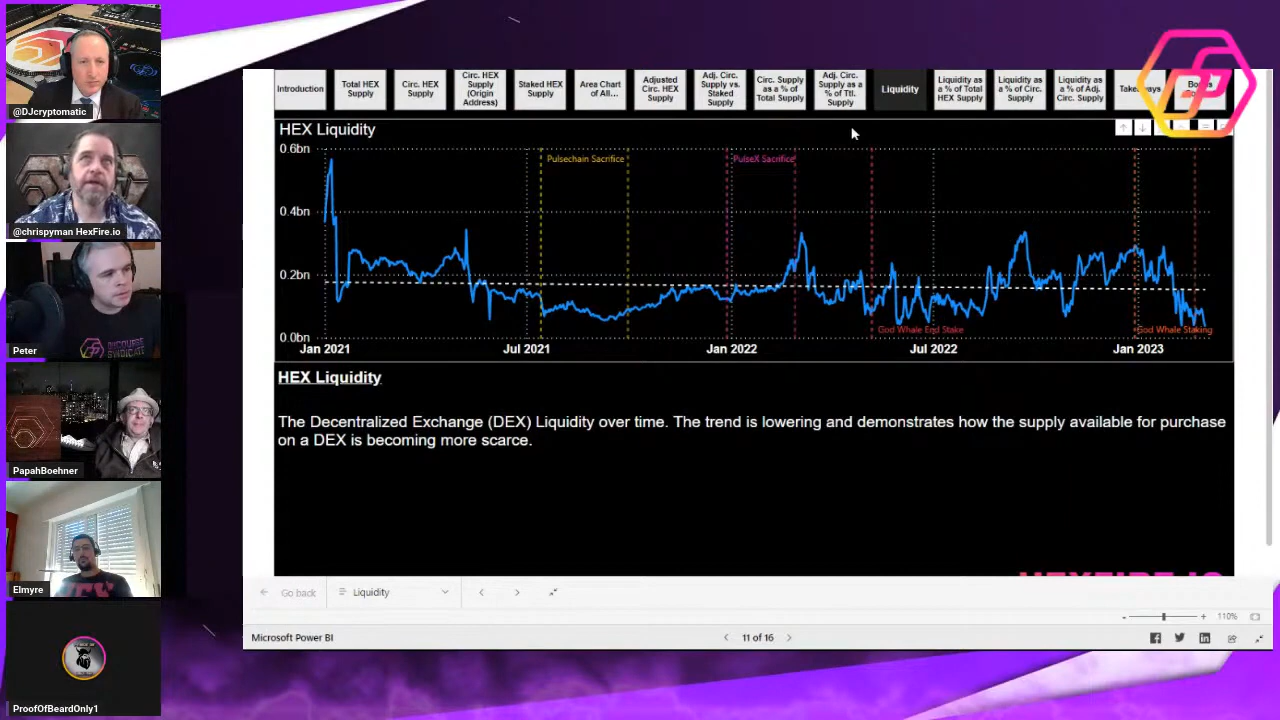 @DJcryptomatic
@chrispyman HexFire.io
Peter
DISCOURSE
SYNDICATE
PapahBoehner
Elmyre
ProofOfBeardOnly1
Introduction
Total HEX
Supply
Circ. HEX
Supply
Circ. HEX
Supply
(Origin
Address)
Staked HEX
Supply
Area Chart
of All...
Adjusted
Circ. HEX
Supply
Adj. Circ.
Supply vs.
Staked
Supply
Circ. Supply
as a % of
Total Supply
Adj. Circ.
Supply as a
% of Ttl.
Supply
Liquidity
Liquidity as
a % of Total
HEX Supply
Liquidity as
a % of Circ.
Supply
Liquidity as
a % of Adj.
Circ. Supply
HEX Liquidity
0.6bn
0.4bn
0.2bn
0.0bn
Pulsechain Sacrifice
PulseX Sacrifice
God Whale End Stake
God Whale Staking
Jan 2021
Jul 2021
Jan 2022
Jul 2022
Jan 2023
HEX Liquidity
The Decentralized Exchange (DEX) Liquidity over time. The trend is lowering and demonstrates how the supply available for purchase
on a DEX is becoming more scarce.
HEXFIRE.IO
Go back
Liquidity
110%
Microsoft Power BI
11 of 16